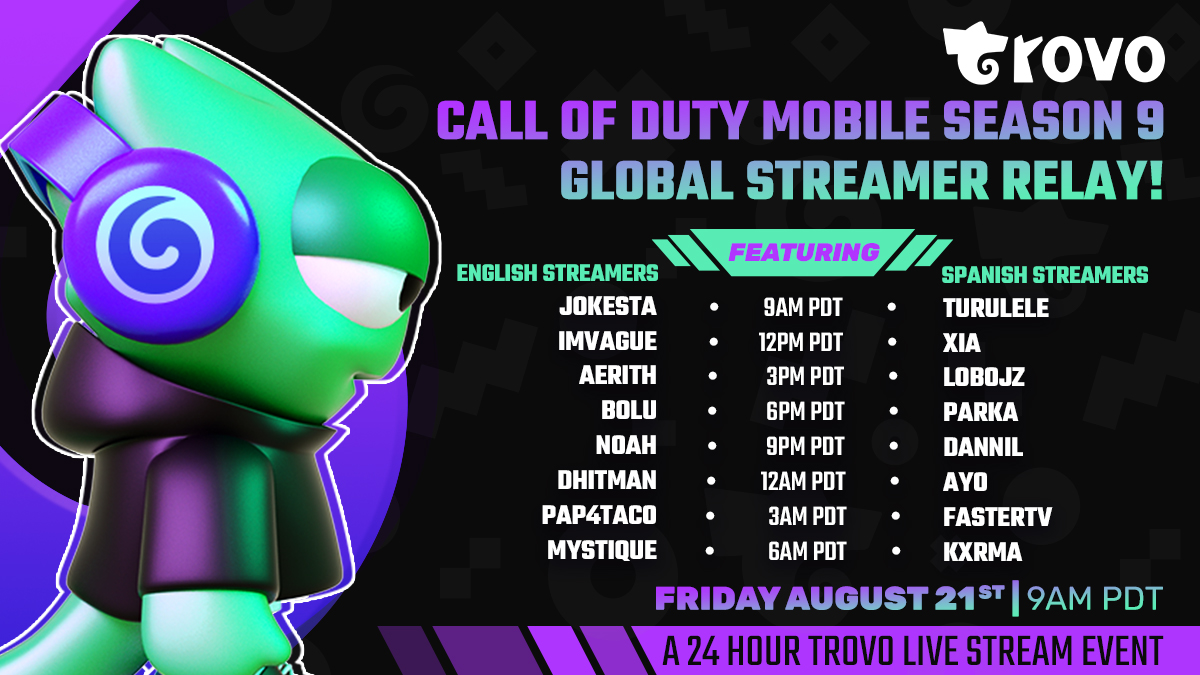 trovo
CALL OF DUTY MOBILE SEASON 9
GLOBAL STREAMER RELAY!
FEATURING
ENGLISH STREAMERS SPANISH STREAMERS
JOKESTA • 9AM PDT • TURULELE
IMVAGUE • 12PM PDT • XIA
AERITH • 3PM PDT • LOBOJZ
BOLU • 6PM PDT • PARKA
NOAH • 9PM PDT • DANNIL
DHITMAN • 12AM PDT • AYO
PAP4TACO • 3AM PDT • FASTERTV
MYSTIQUE • 6AM PDT • KXRMA
FRIDAY AUGUST 21ST | 9AM PDT
A 24 HOUR TROVO LIVE STREAM EVENT